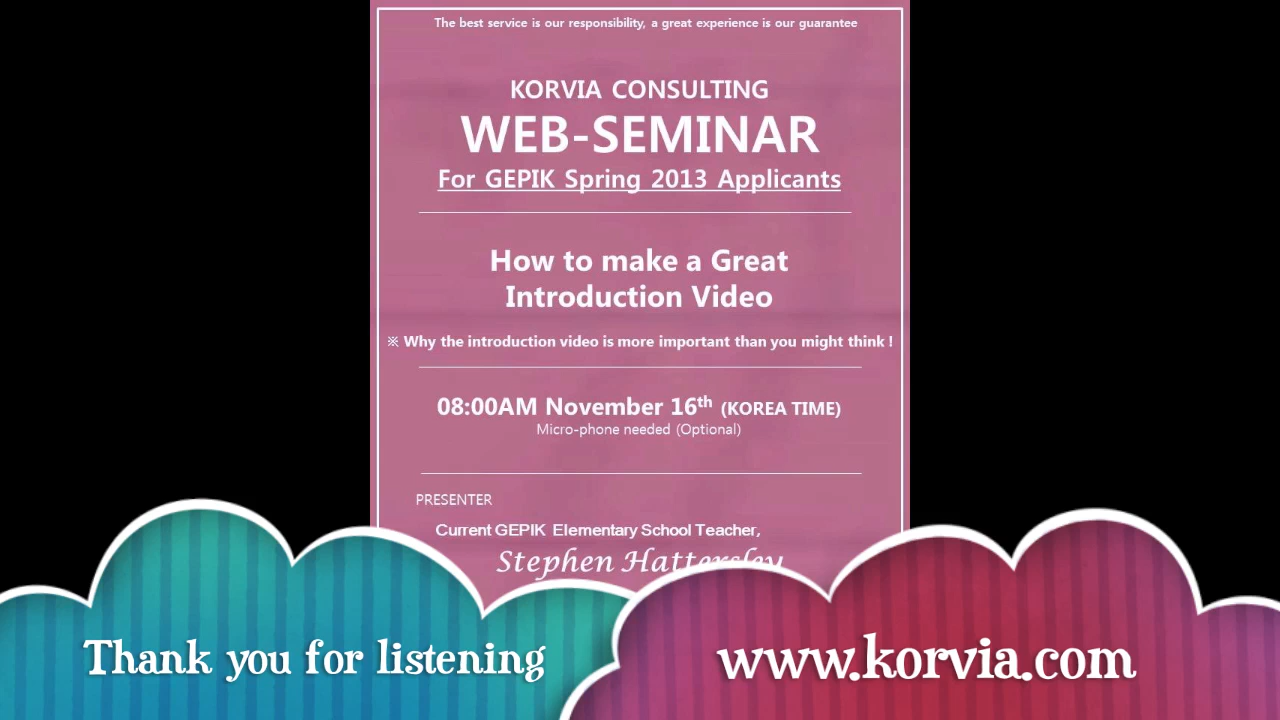 The best service is our responsibility, a great experience is our guarantee
KORVIA CONSULTING
WEB-SEMINAR
For GEPIK Spring 2013 Applicants
How to make a Great
Introduction Video
※ Why the introduction video is more important than you might think !
08:00AM November 16th (KOREA TIME)
Micro-phone needed (Optional)
PRESENTER
Current GEPIK Elementary School Teacher,
Stephen Hattersley
Thank you for listening
www.korvia.com